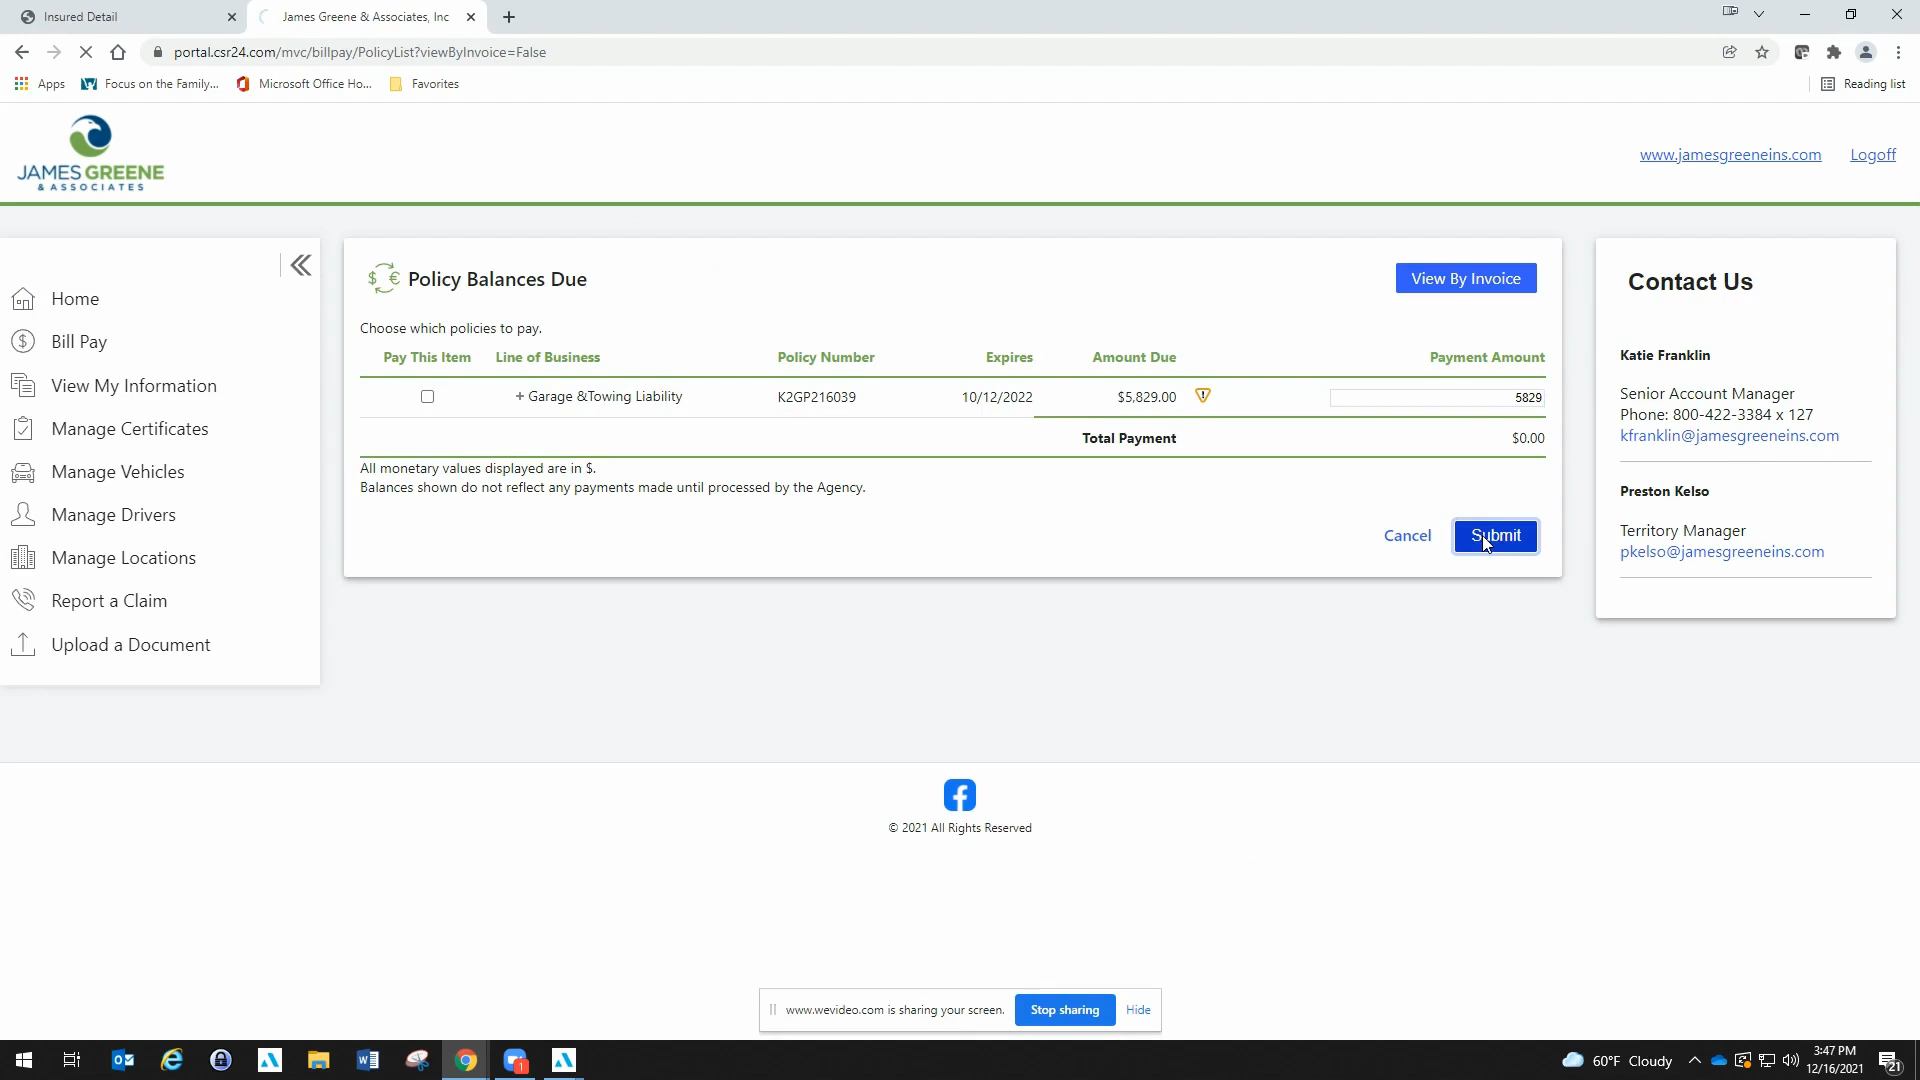 Insured Detail
James Greene & Associates, Inc
portal.csr24.com/mvc/billpay/PolicyList?viewByInvoice=False
Apps
Focus on the Family...
Microsoft Office Ho...
Favorites
Reading list
JAMES GREENE
& ASSOCIATES
www.jamesgreeneins.com
Logoff
Home
Bill Pay
View My Information
Manage Certificates
Manage Vehicles
Manage Drivers
Manage Locations
Report a Claim
Upload a Document
Policy Balances Due
View By Invoice
Choose which policies to pay.
Pay This Item Line of Business Policy Number Expires Amount Due Payment Amount
+ Garage &Towing Liability K2GP216039 10/12/2022 $5,829.00 5829
Total Payment $0.00
All monetary values displayed are in $.
Balances shown do not reflect any payments made until processed by the Agency.
Cancel
Submit
Contact Us
Katie Franklin
Senior Account Manager
Phone: 800-422-3384 x 127
kfranklin@jamesgreeneins.com
Preston Kelso
Territory Manager
pkelso@jamesgreeneins.com
© 2021 All Rights Reserved
www.wevideo.com is sharing your screen.
Stop sharing
Hide
60°F Cloudy
3:47 PM
12/16/2021
21